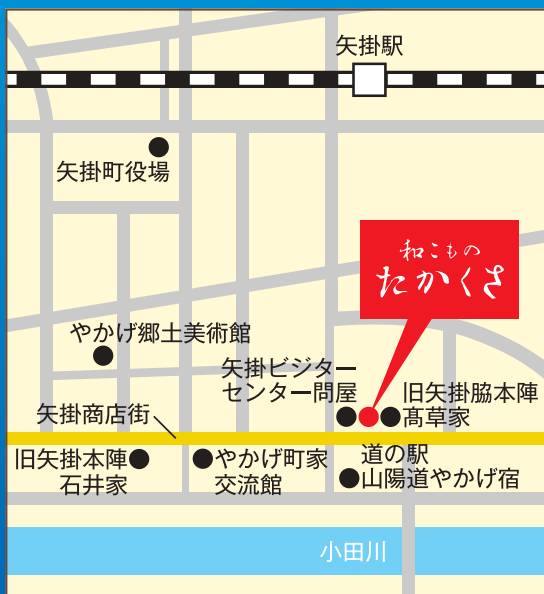 矢掛駅
矢掛町役場
和こもの
たかくさ
やかげ郷土美術館
矢掛ビジター
センター問屋
旧矢掛脇本陣
髙草家
矢掛商店街
旧矢掛本陣
石井家
やかげ町家
交流館
道の駅
山陽道やかげ宿
小田川